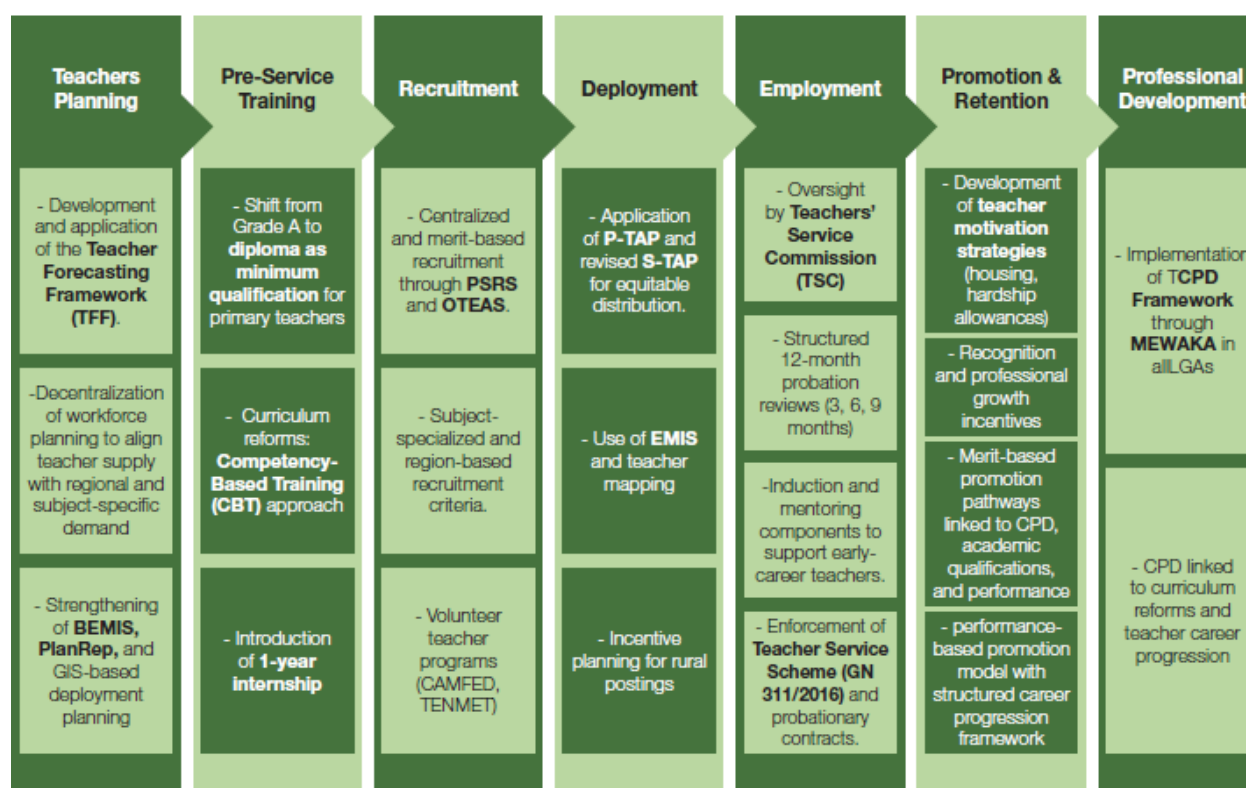 Teachers
Planning
Pre-Service
Training
Recruitment
Deployment
Employment
Promotion &
Retention
Professional
Development
- Development
and application
of the Teacher
Forecasting
Framework
(TFF).
-Decentralization
of workforce
planning to align
teacher supply
with regional and
subject-specific
demand
- Strengthening
of BEMIS,
PlanRep, and
GIS-based
deployment
planning
- Shift from
Grade A to
diploma as
minimum
qualification for
primary teachers
- Curriculum
reforms:
Competency-
Based Training
(CBT) approach
- Introduction
of 1-year
internship
- Centralized
and merit-based
recruitment
through PSRS
and OTEAS.
- Subject-
specialized and
region-based
recruitment
criteria.
- Volunteer
teacher
programs
(CAMFED,
TENMET)
- Application
of P-TAP and
revised S-TAP
for equitable
distribution.
- Use of EMIS
and teacher
mapping
- Incentive
planning for rural
postings
- Oversight
by Teachers'
Service
Commission
(TSC)
- Structured
12-month
probation
reviews (3, 6, 9
months)
-Induction and
mentoring
components to
support early-
career teachers.
- Enforcement of
Teacher Service
Scheme (GN
311/2016) and
probationary
contracts.
- Development
of teacher
motivation
strategies
(housing,
hardship
allowances)
- Recognition
and professional
growth
incentives
- Merit-based
promotion
pathways
linked to CPD,
academic
qualifications,
and performance
- performance-
based promotion
model with
structured career
progression
framework
- Implementation
of TCPD
Framework
through
MEWAKA in
allLGAs
- CPD linked
to curriculum
reforms and
teacher career
progression